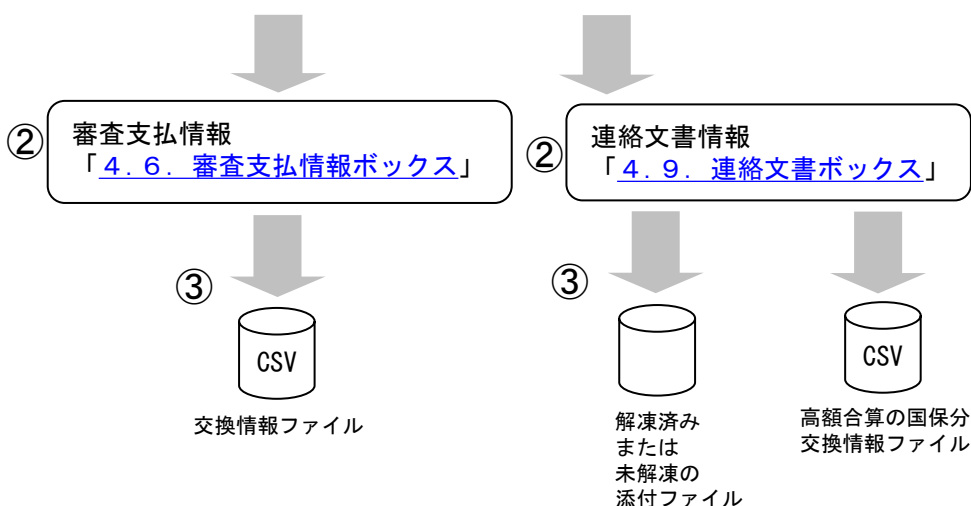 ②
審査支払情報
「４．６．審査支払情報ボックス」
②
連絡文書情報
「４．９．連絡文書ボックス」
③
CSV
交換情報ファイル
③
解凍済み
または
未解凍の
添付ファイル
CSV
高額合算の国保分
交換情報ファイル